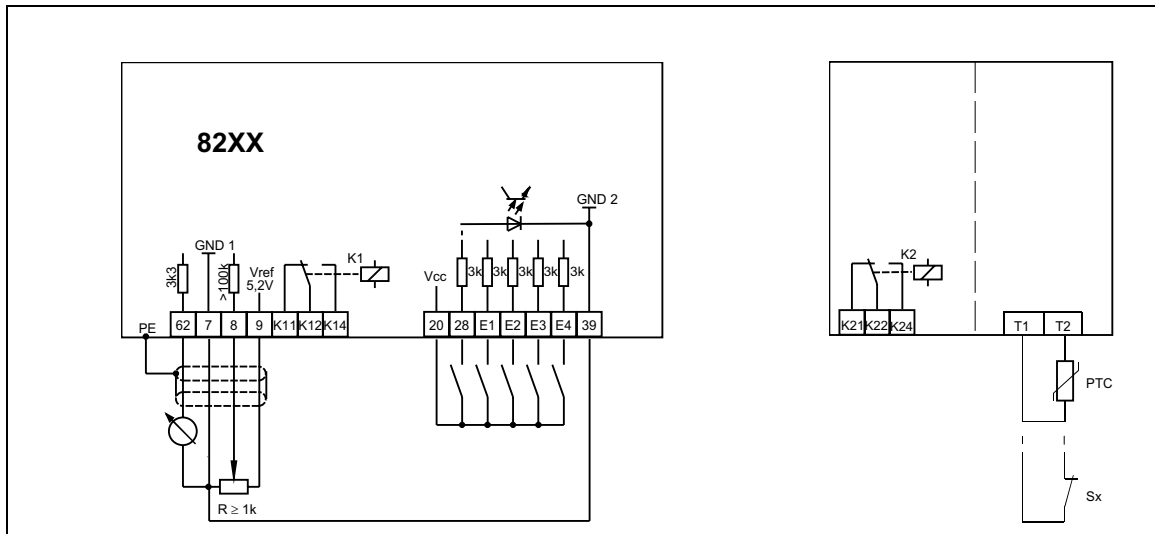 82XX
GND 2
GND 1
K1
K2
3k3
>100k
Vref
5,2V
Vcc
3k
3k
3k
3k
3k
PE
62
7
8
9
K11
K12
K14
20
28
E1
E2
E3
E4
39
K21
K22
K24
T1
T2
PTC
Sx
R ≥ 1k